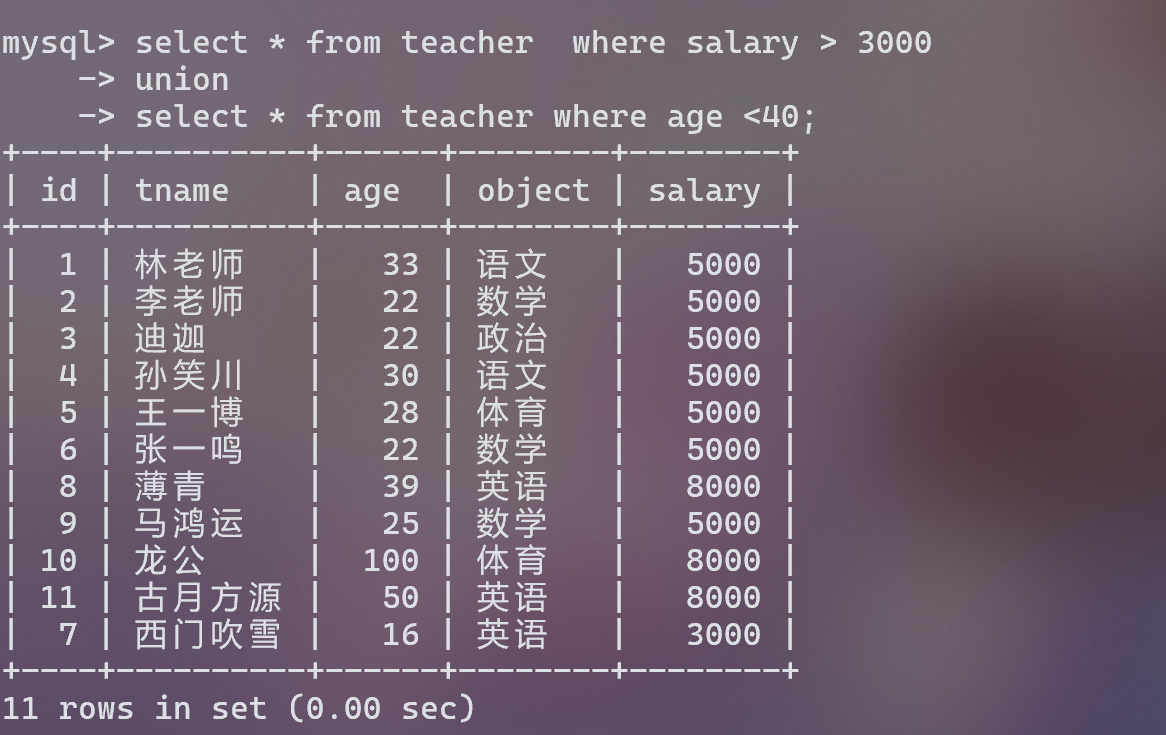 mysql> select * from teacher  where salary > 3000
    -> union
    -> select * from teacher where age <40;
+----+----------+------+--------+--------+
| id | tname    | age  | object | salary |
+----+----------+------+--------+--------+
|  1 | 林老师   |   33 | 语文   |   5000 |
|  2 | 李老师   |   22 | 数学   |   5000 |
|  3 | 迪迦     |   22 | 政治   |   5000 |
|  4 | 孙笑川   |   30 | 语文   |   5000 |
|  5 | 王一博   |   28 | 体育   |   5000 |
|  6 | 张一鸣   |   22 | 数学   |   5000 |
|  8 | 薄青     |   39 | 英语   |   8000 |
|  9 | 马鸿运   |   25 | 数学   |   5000 |
| 10 | 龙公     |  100 | 体育   |   8000 |
| 11 | 古月方源 |   50 | 英语   |   8000 |
|  7 | 西门吹雪 |   16 | 英语   |   3000 |
+----+----------+------+--------+--------+
11 rows in set (0.00 sec)